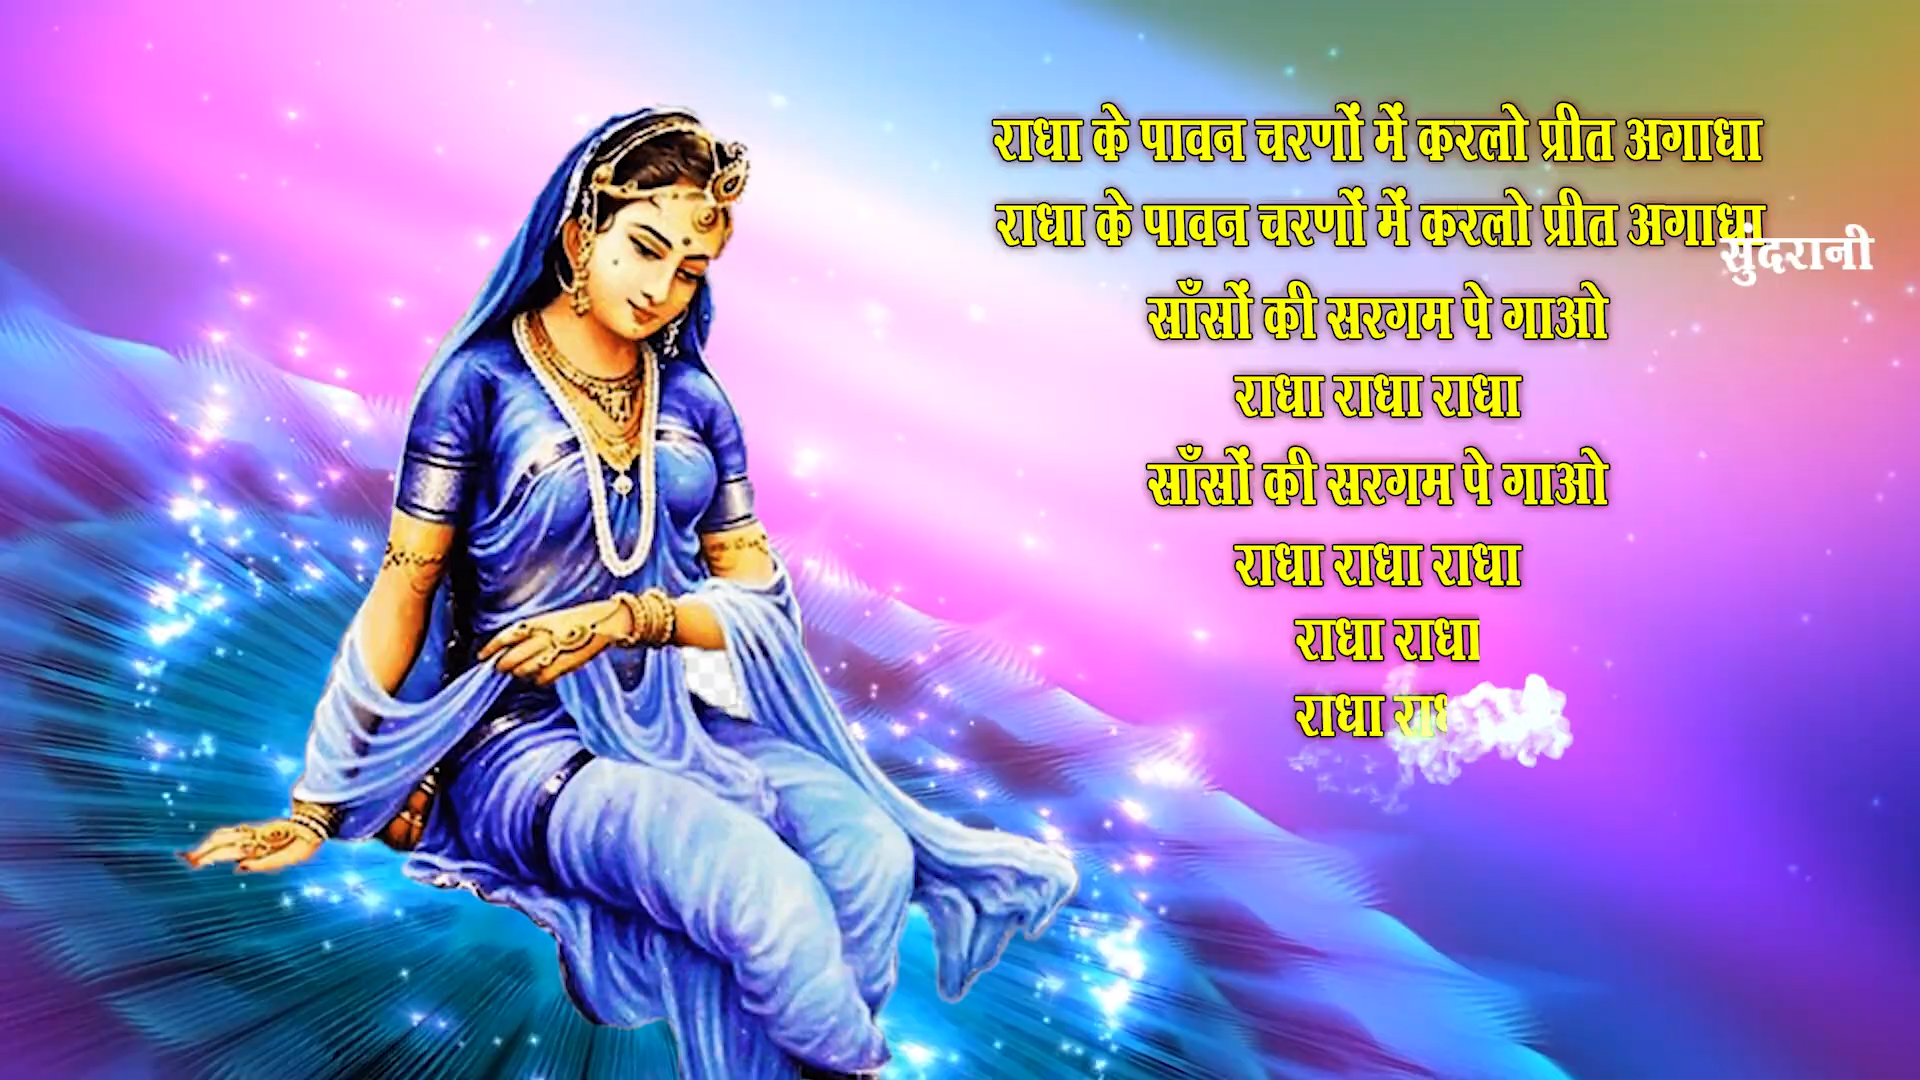 राधा के पावन चरणों में करलो प्रीत अगाधा
राधा के पावन चरणों में करलो प्रीत अगाधा
सुंदरानी
साँसों की सरगम पे गाओ
राधा राधा राधा
साँसों की सरगम पे गाओ
राधा राधा राधा
राधा राधा
राधा